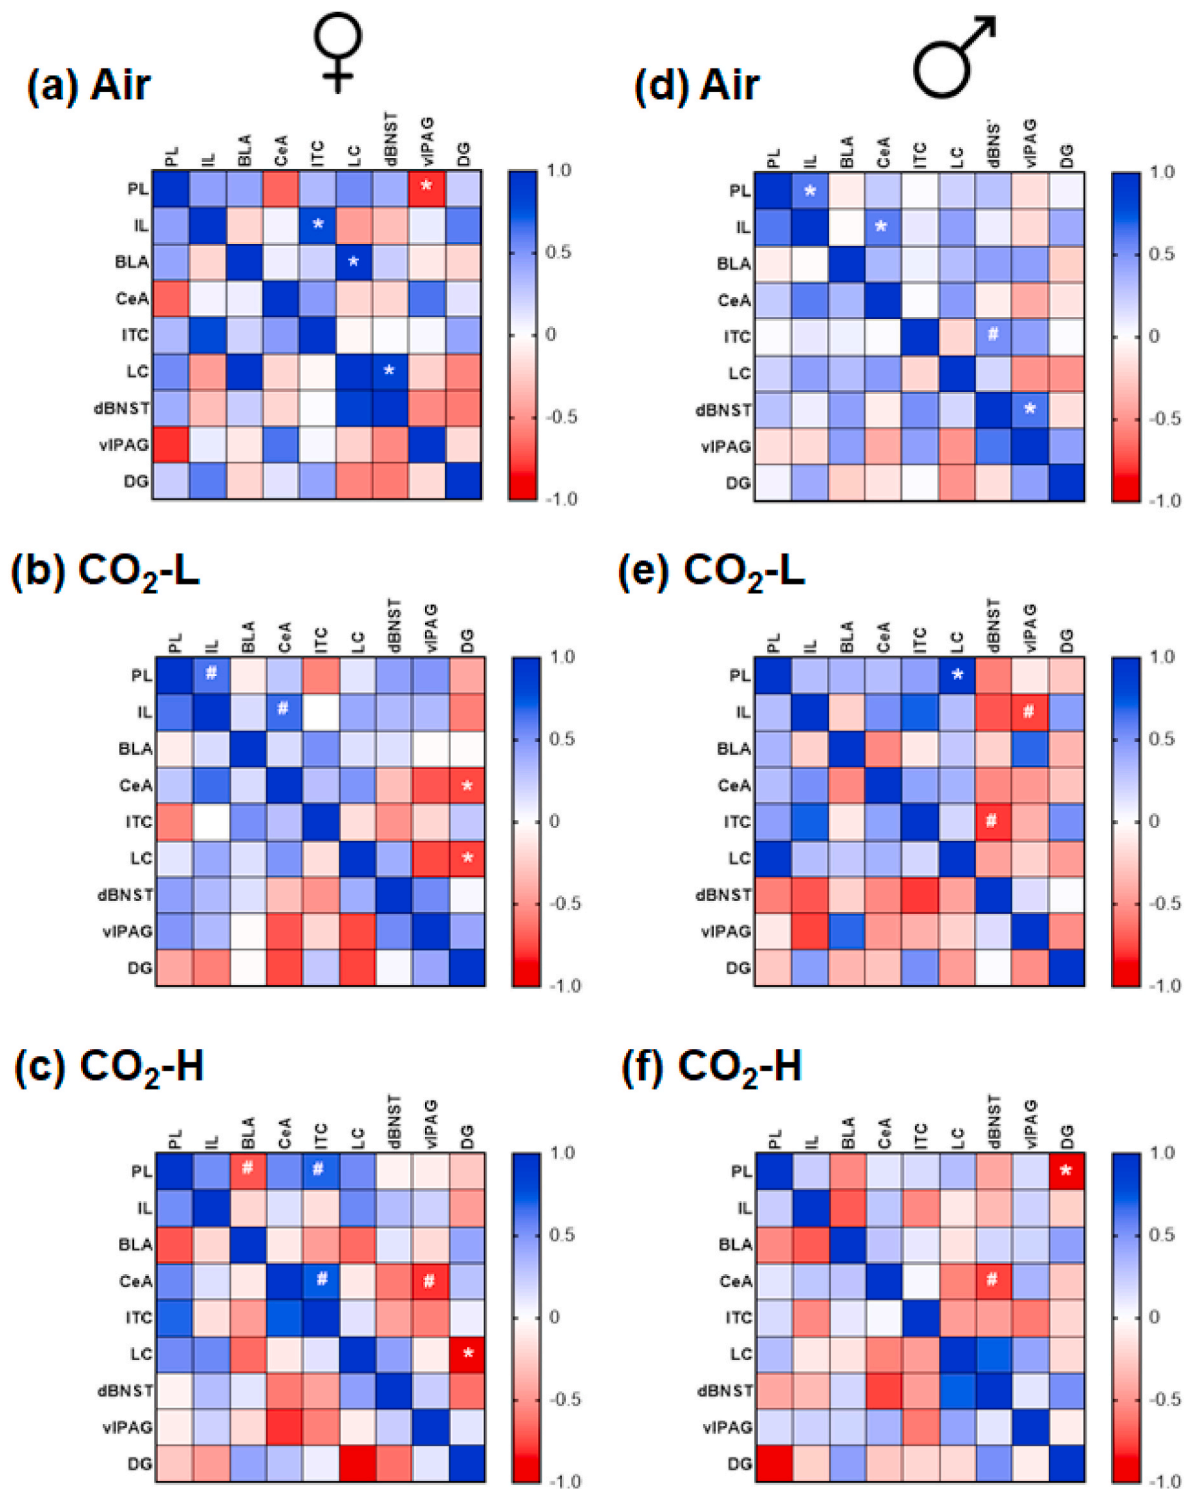 (a) Air
PL IL BLA CeA ITC LC dBNST vlPAG DG
PL *
IL *
BLA *
CeA
ITC
LC *
dBNST
vlPAG
DG
1.0
0.5
0
-0.5
-1.0
(d) Air
PL IL BLA CeA ITC LC dBNS' vlPAG DG
PL *
IL *
BLA
CeA
ITC #
LC
dBNST *
vlPAG
DG
1.0
0.5
0
-0.5
-1.0
(b) CO₂-L
PL IL BLA CeA ITC LC dBNST vlPAG DG
PL #
IL #
BLA
CeA *
ITC
LC *
dBNST
vlPAG
DG
1.0
0.5
0
-0.5
-1.0
(e) CO₂-L
PL IL BLA CeA ITC LC dBNST vlPAG DG
PL *
IL #
BLA
CeA
ITC #
LC
dBNST
vlPAG
DG
1.0
0.5
0
-0.5
-1.0
(c) CO₂-H
PL IL BLA CeA ITC LC dBNST vlPAG DG
PL # #
IL
BLA
CeA # #
ITC
LC *
dBNST
vlPAG
DG
1.0
0.5
0
-0.5
-1.0
(f) CO₂-H
PL IL BLA CeA ITC LC dBNST vlPAG DG
PL *
IL
BLA
CeA #
ITC
LC
dBNST
vlPAG
DG
1.0
0.5
0
-0.5
-1.0